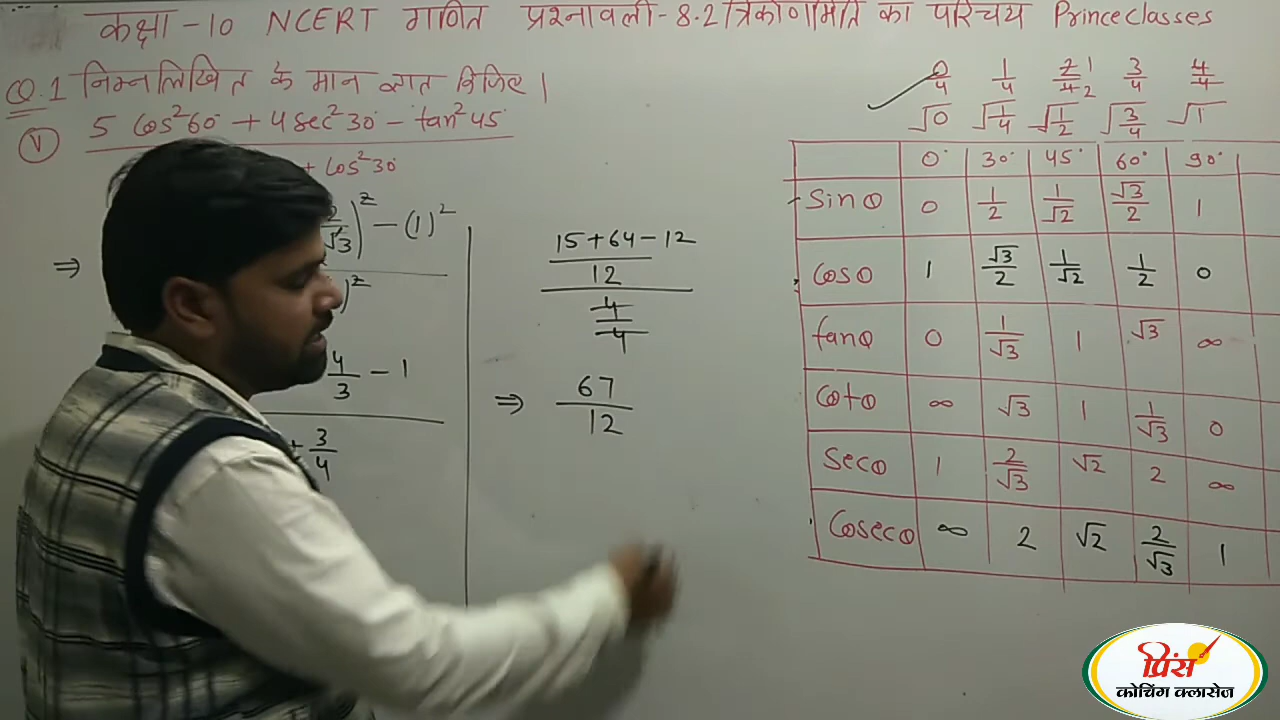 कक्षा -10 NCERT गणित प्रश्नावली-8.2 त्रिकोणमिति का परिचय Prince Classes
Q.1 निम्नलिखित के मान ज्ञात कीजिए।
(v) 5 cos²60° + 4 sec²30° - tan²45°
+ cos²30°
⇒ 2/√3)² - (1)²
)²
4/3 - 1
+ 3/4
15+64-12
12
4
4
⇒ 67
12
0/4 1/4 2/4 1 2 3/4 4/4
√0 √1/4 √1/2 √3/4 √1
0° 30° 45° 60° 90°
Sinθ 0 1/2 1/√2 √3/2 1
Cosθ 1 √3/2 1/√2 1/2 0
tanθ 0 1/√3 1 √3 ∞
Cotθ ∞ √3 1 1/√3 0
Secθ 1 2/√3 √2 2 ∞
Cosecθ ∞ 2 √2 2/√3 1
प्रिंस
कोचिंग क्लासेज